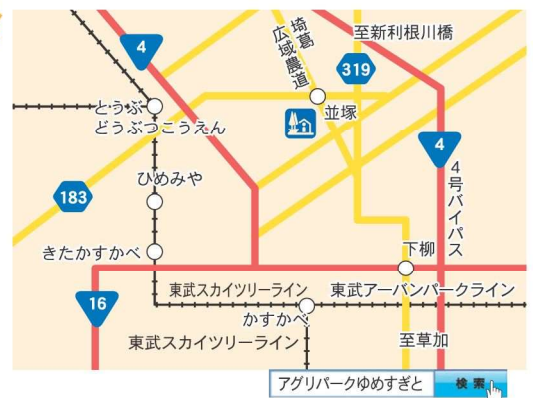 4
埼葛
広域農道
至新利根川橋
319
とうぶ
どうぶつこうえん
並塚
4
4号バイパス
ひめみや
183
きたかすかべ
下柳
16
東武スカイツリーライン
東武アーバンパークライン
かすかべ
東武スカイツリーライン
至草加
アグリパークゆめすぎと
検索